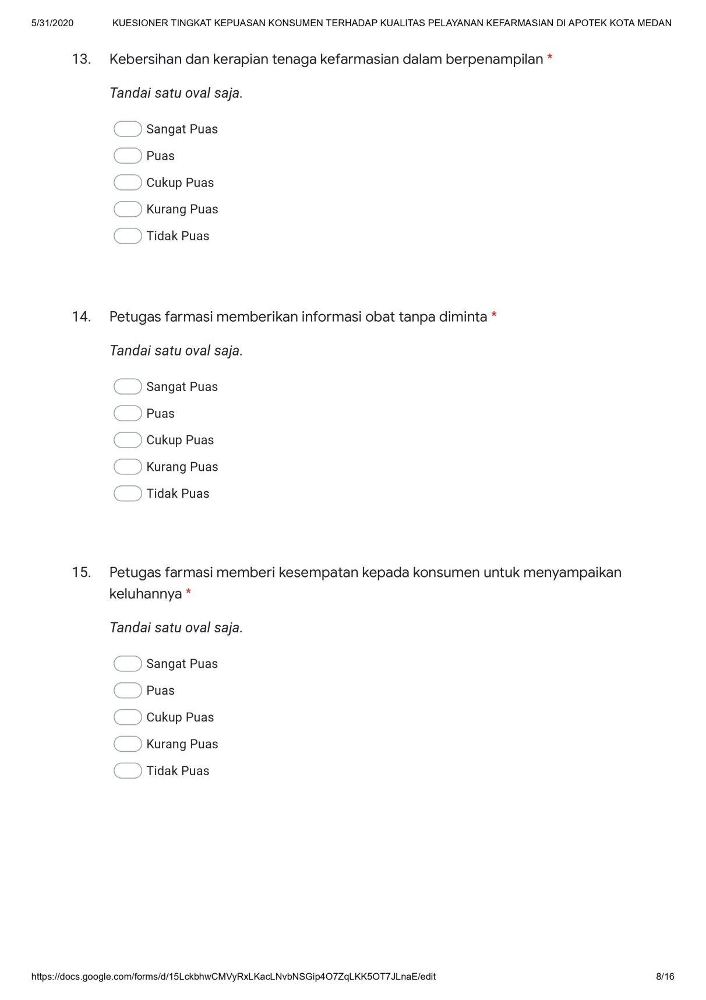 5/31/2020 KUESIONER TINGKAT KEPUASAN KONSUMEN TERHADAP KUALITAS PELAYANAN KEFARMASIAN DI APOTEK KOTA MEDAN
13. Kebersihan dan kerapian tenaga kefarmasian dalam berpenampilan *
Tandai satu oval saja.
Sangat Puas
Puas
Cukup Puas
Kurang Puas
Tidak Puas
14. Petugas farmasi memberikan informasi obat tanpa diminta *
Tandai satu oval saja.
Sangat Puas
Puas
Cukup Puas
Kurang Puas
Tidak Puas
15. Petugas farmasi memberi kesempatan kepada konsumen untuk menyampaikan
keluhannya *
Tandai satu oval saja.
Sangat Puas
Puas
Cukup Puas
Kurang Puas
Tidak Puas
https://docs.google.com/forms/d/15LckbhwCMVyRxLKacLNvbNSGip4O7ZqLKK5OT7JLnaE/edit 8/16